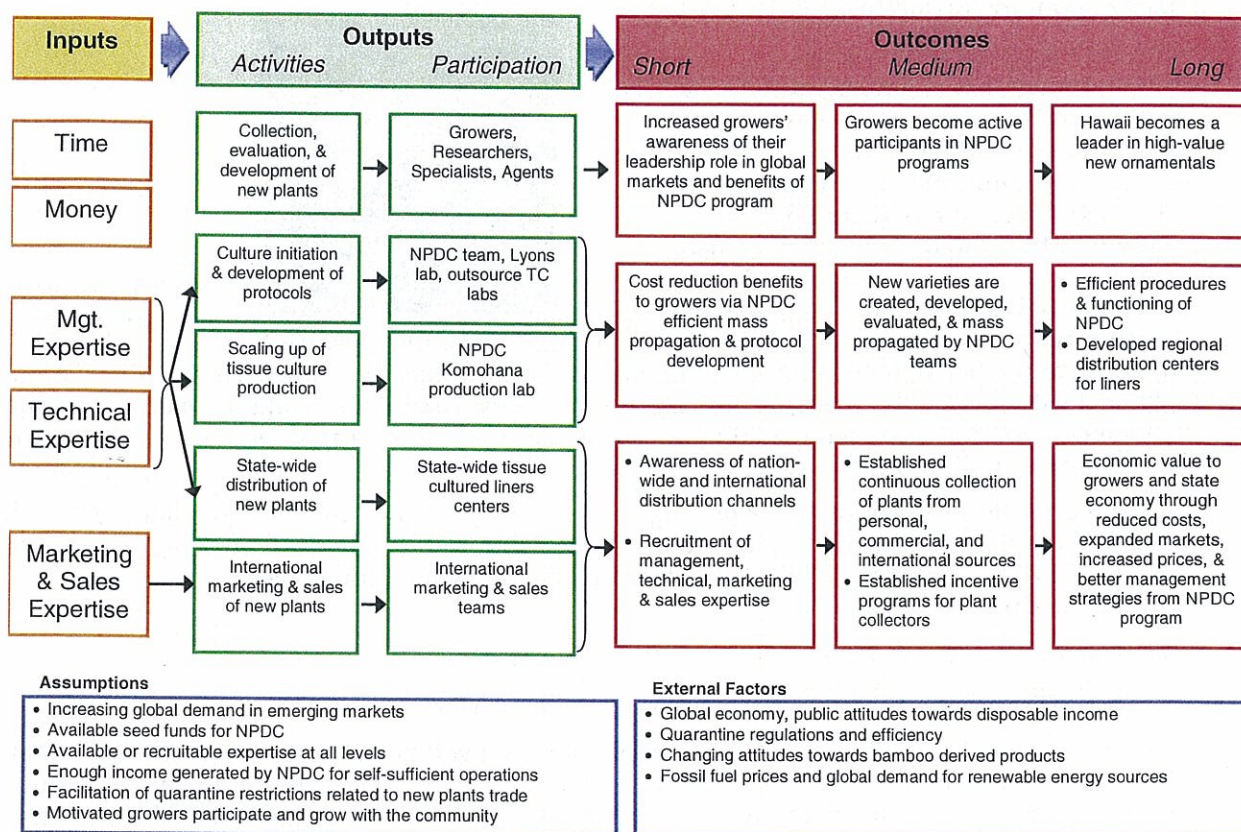 Inputs
Outputs
Activities
Participation
Outcomes
Short
Medium
Long
Time
Money
Mgt.
Expertise
Technical
Expertise
Marketing
& Sales
Expertise
Collection,
evaluation, &
development of
new plants
Growers,
Researchers,
Specialists, Agents
Increased growers'
awareness of their
leadership role in global
markets and benefits of
NPDC program
Growers become active
participants in NPDC
programs
Hawaii becomes a
leader in high-value
new ornamentals
Culture initiation
& development of
protocols
NPDC team, Lyons
lab, outsource TC
labs
Scaling up of
tissue culture
production
NPDC
Komohana
production lab
Cost reduction benefits
to growers via NPDC
efficient mass
propagation & protocol
development
New varieties are
created, developed,
evaluated, & mass
propagated by NPDC
teams
• Efficient procedures
& functioning of
NPDC
• Developed regional
distribution centers
for liners
State-wide
distribution of
new plants
State-wide tissue
cultured liners
centers
International
marketing & sales
of new plants
International
marketing & sales
teams
• Awareness of nation-
wide and international
distribution channels
• Recruitment of
management,
technical, marketing
& sales expertise
• Established
continuous collection
of plants from
personal,
commercial, and
international sources
• Established incentive
programs for plant
collectors
Economic value to
growers and state
economy through
reduced costs,
expanded markets,
increased prices, &
better management
strategies from NPDC
program
Assumptions
• Increasing global demand in emerging markets
• Available seed funds for NPDC
• Available or recruitable expertise at all levels
• Enough income generated by NPDC for self-sufficient operations
• Facilitation of quarantine restrictions related to new plants trade
• Motivated growers participate and grow with the community
External Factors
• Global economy, public attitudes towards disposable income
• Quarantine regulations and efficiency
• Changing attitudes towards bamboo derived products
• Fossil fuel prices and global demand for renewable energy sources